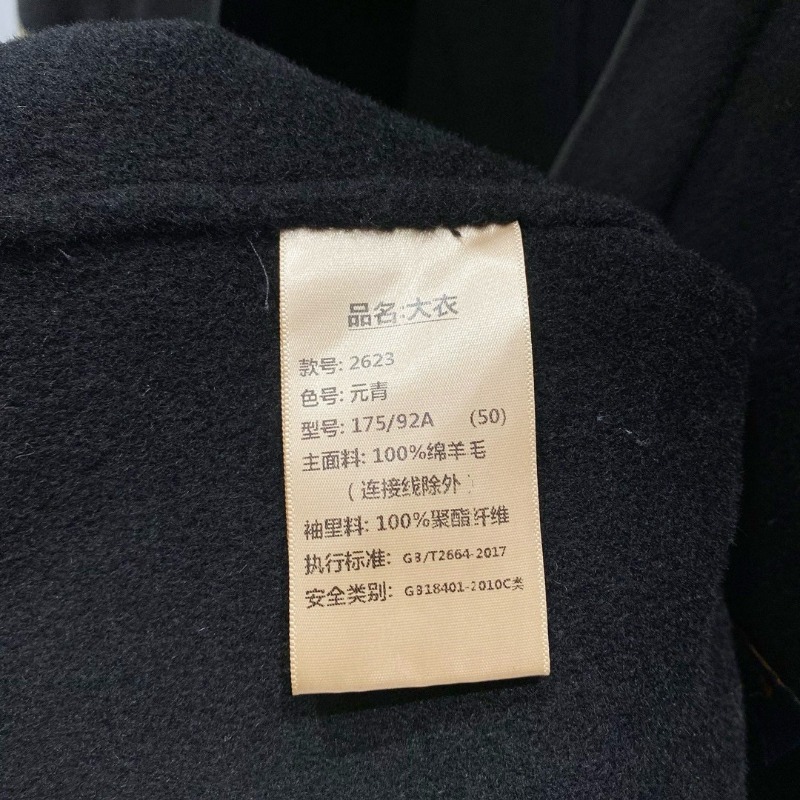 品名:大衣
款号: 2623
色号: 元青
型号: 175/92A (50)
主面料: 100%绵羊毛
(连接线除外)
袖里料: 100%聚酯纤维
执行标准: GB/T2664-2017
安全类别: GB18401-2010C类